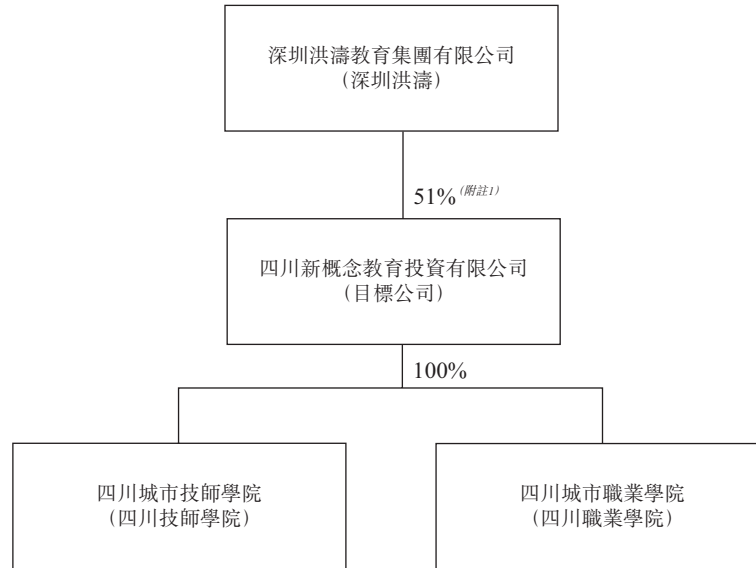 深圳洪濤教育集團有限公司
(深圳洪濤)
51%(附註1)
四川新概念教育投資有限公司
(目標公司)
100%
四川城市技師學院
(四川技師學院)
四川城市職業學院
(四川職業學院)